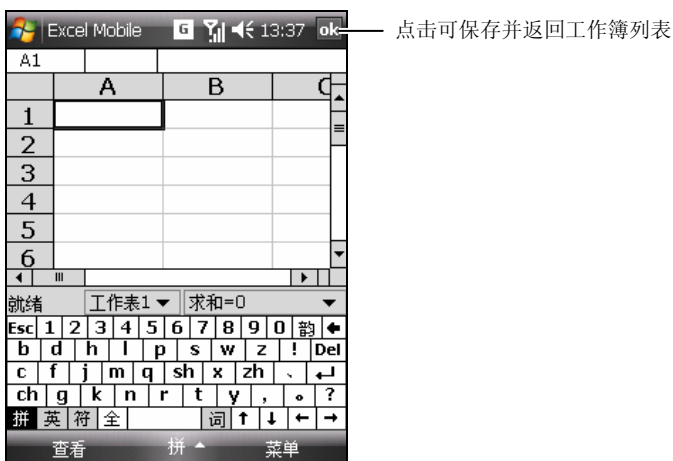 Excel Mobile G 13:37 ok 点击可保存并返回工作簿列表
A1
A B C
1
2
3
4
5
6
就绪 工作表1 求和=0
Esc 1 2 3 4 5 6 7 8 9 0 韵
b d h l p s w z ! Del
c f j m q sh x zh 、
ch g k n r t y , 。 ?
拼 英 符 全 词 ↑ ↓ ← →
查看 拼 菜单